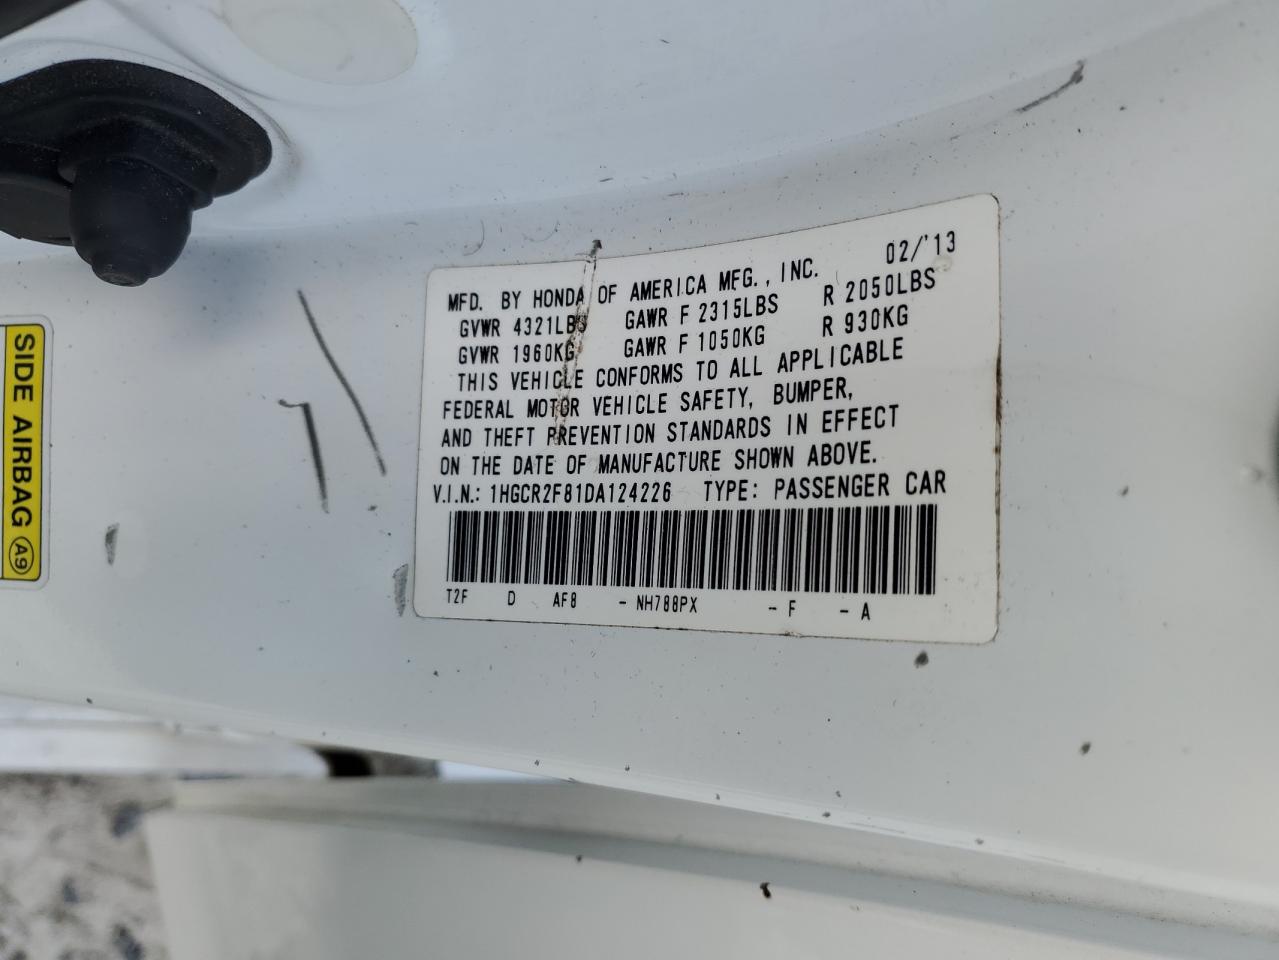 MFD. BY HONDA OF AMERICA MFG., INC. 02/'13
GVWR 4321LBS GAWR F 2315LBS R 2050LBS
GVWR 1960KG GAWR F 1050KG R 930KG
THIS VEHICLE CONFORMS TO ALL APPLICABLE
FEDERAL MOTOR VEHICLE SAFETY, BUMPER,
AND THEFT PREVENTION STANDARDS IN EFFECT
ON THE DATE OF MANUFACTURE SHOWN ABOVE.
V.I.N.: 1HGCR2F81DA124226 TYPE: PASSENGER CAR
T2F D AF8 - NH788PX - F - A
SIDE AIRBAG A9